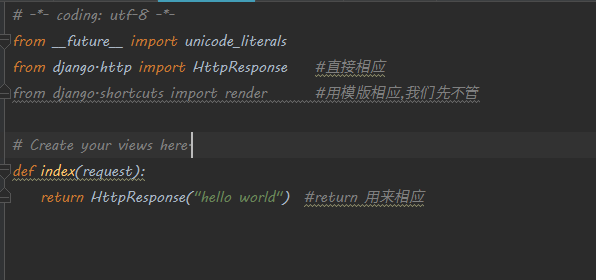 # -*- coding: utf-8 -*-
from __future__ import unicode_literals
from django.http import HttpResponse   #直接相应
from django.shortcuts import render      #用模版相应,我们先不管
# Create your views here.
def index(request):
    return HttpResponse("hello world")  #return 用来相应